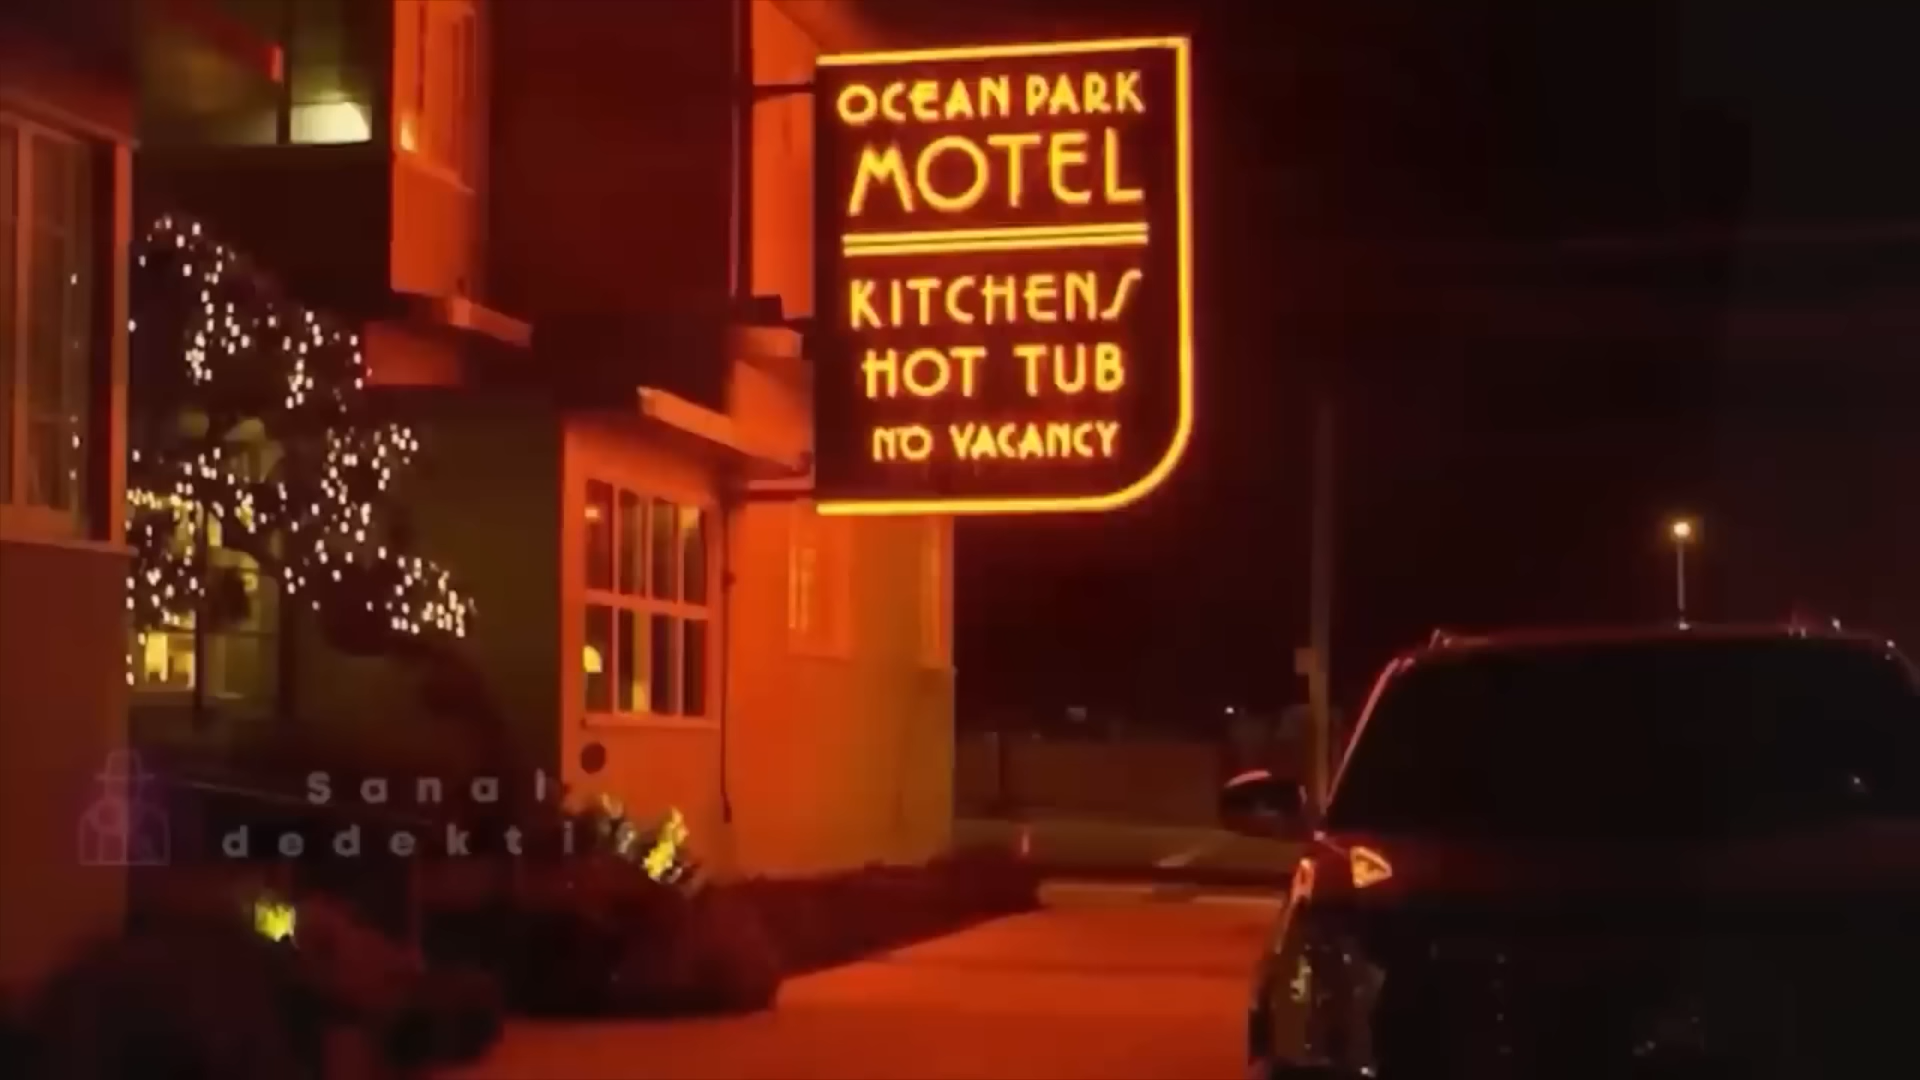 OCEAN PARK
MOTEL
KITCHENS
HOT TUB
NO VACANCY
Sanal
dedektif